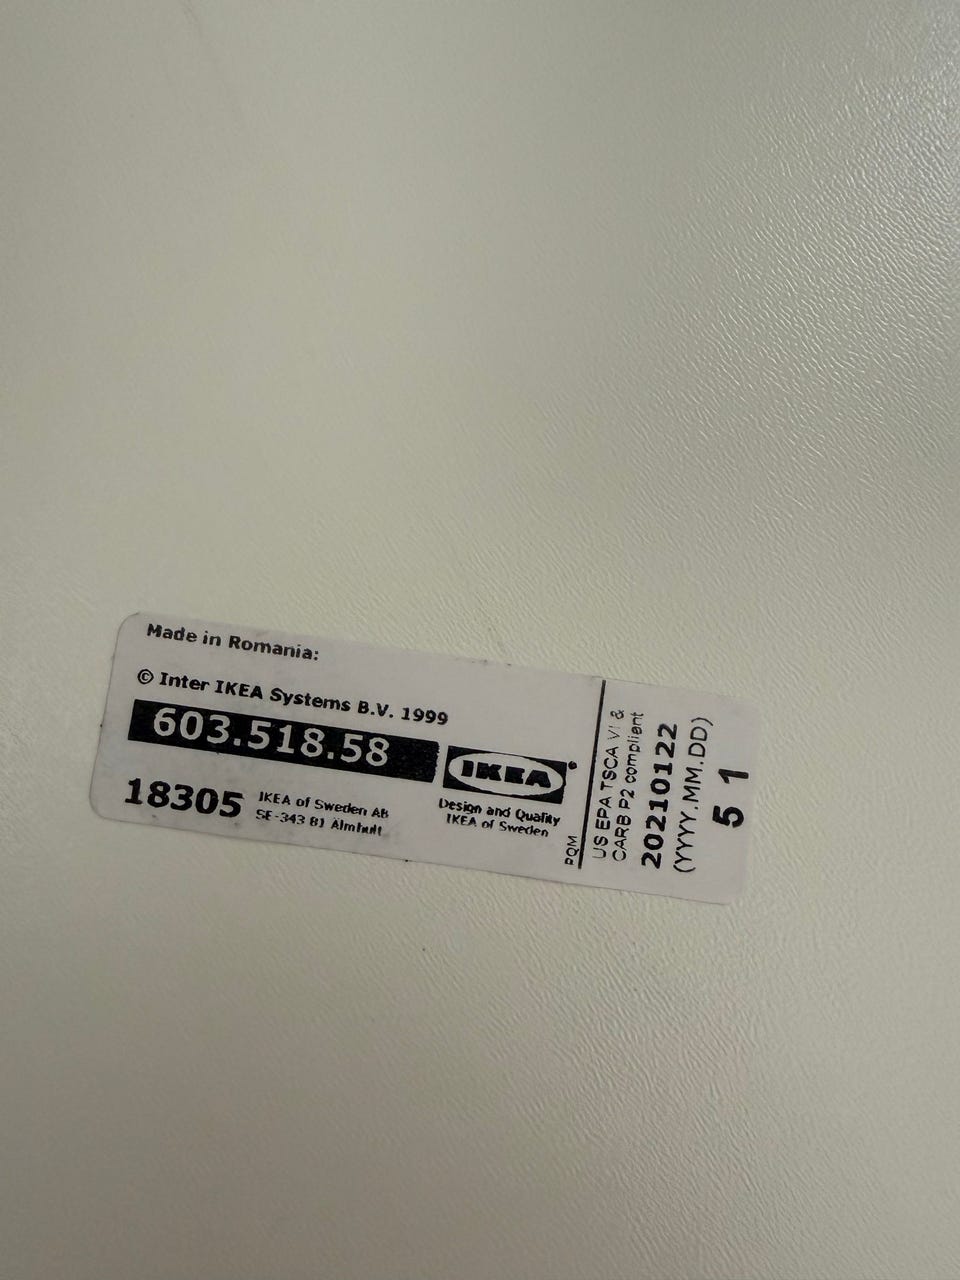 Made in Romania:
© Inter IKEA Systems B.V. 1999
603.518.58
IKEA
18305
IKEA of Sweden AB
SE-343 81 Älmhult
Design and Quality
IKEA of Sweden
PQM
US EPA TSCA VI &
CARB P2 compliant
20210122
(YYYY.MM.DD)
5 1